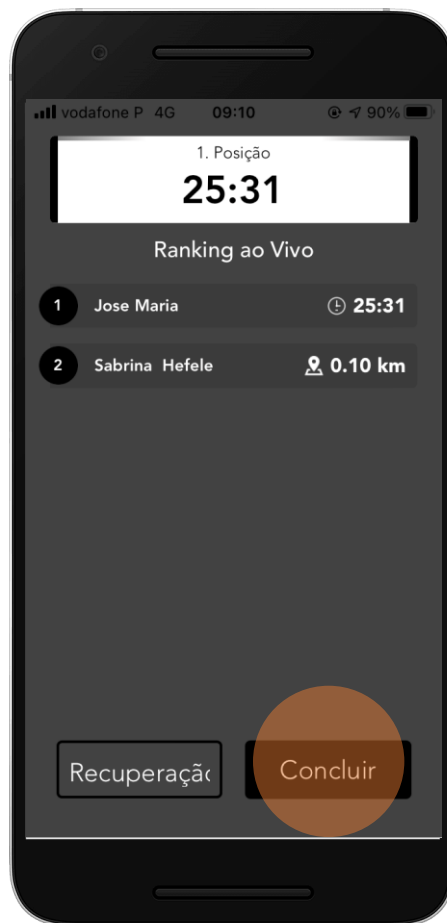 vodafone P 4G 09:10 90%
1. Posição
25:31
Ranking ao Vivo
1 Jose Maria 25:31
2 Sabrina Hefele 0.10 km
Recuperaçã Concluir